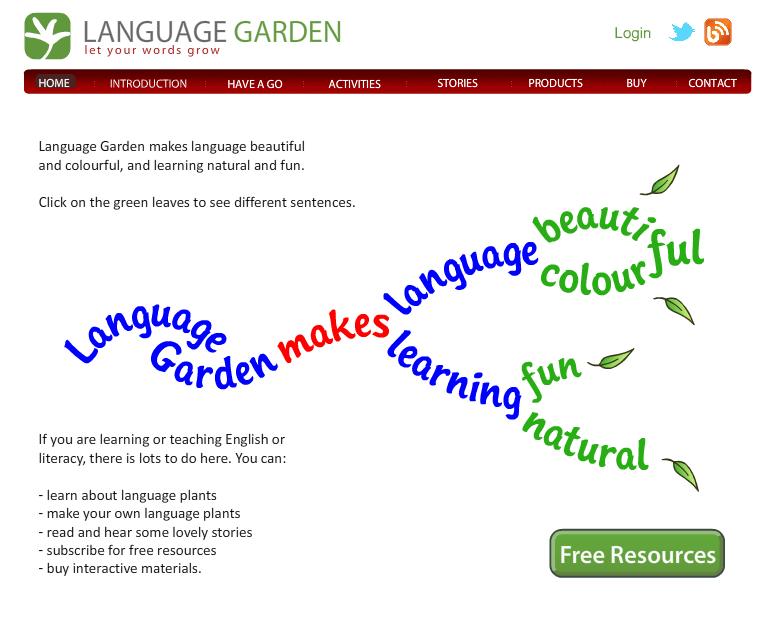 LANGUAGE GARDEN
let your words grow
Login
HOME INTRODUCTION HAVE A GO ACTIVITIES STORIES PRODUCTS BUY CONTACT
Language Garden makes language beautiful
and colourful, and learning natural and fun.
Click on the green leaves to see different sentences.
Language
Garden
makes
language
beautiful
colour
learning
fun
natural
If you are learning or teaching English or
literacy, there is lots to do here. You can:
- learn about language plants
- make your own language plants
- read and hear some lovely stories
- subscribe for free resources
- buy interactive materials.
Free Resources